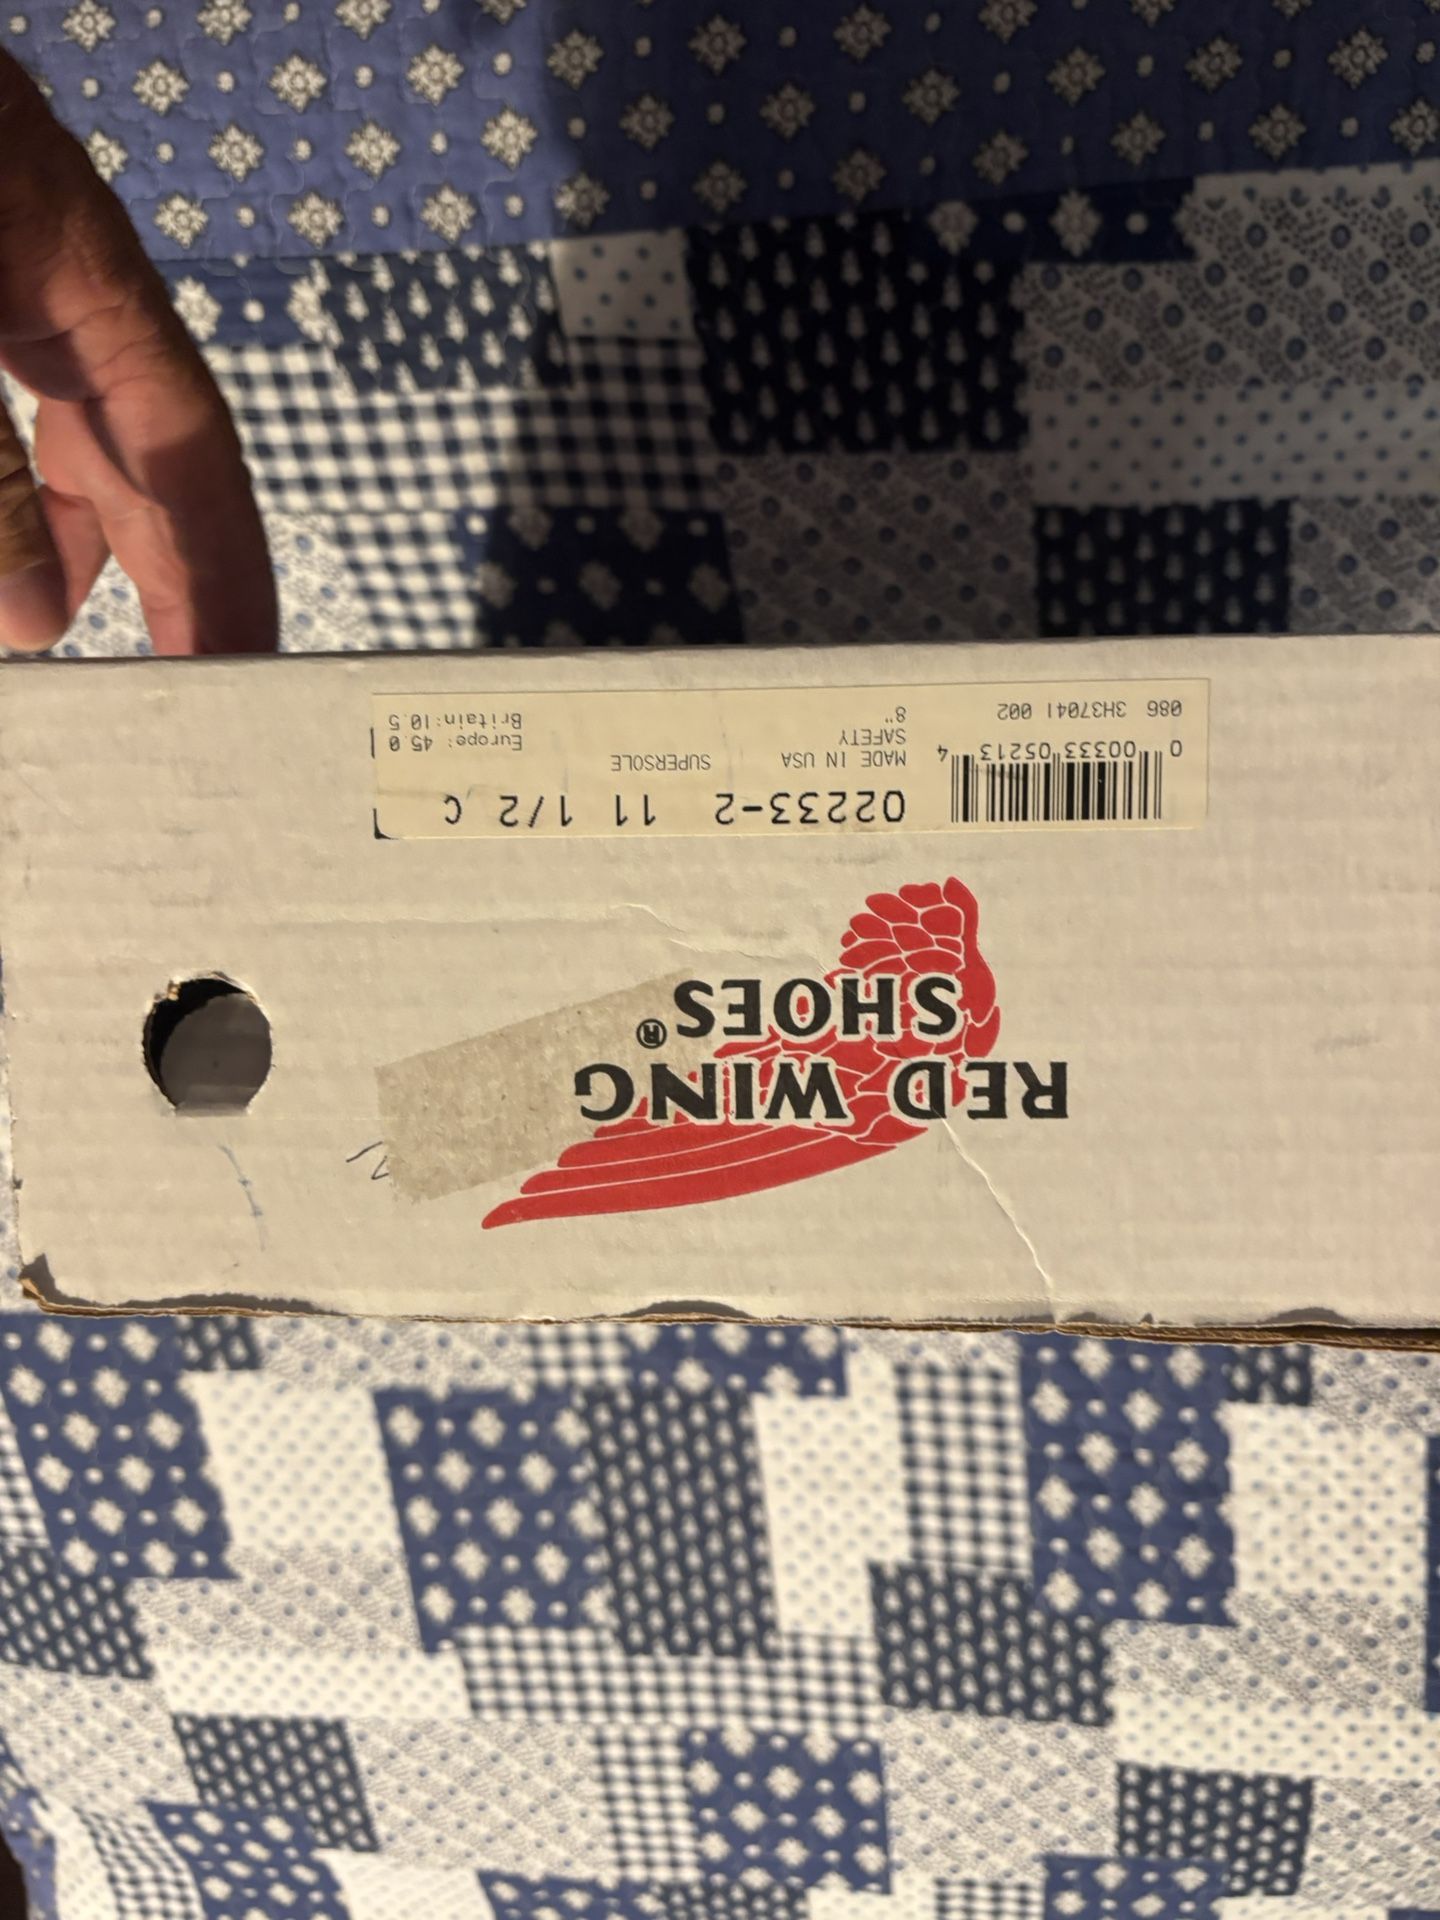 RED WING
SHOES®
02233-2 11 1/2 C
MADE IN USA SUPERSOLE
SAFETY
8"
Europe: 45.0
Britain:10.5
0 00333 05213 4
086 3H37041 002